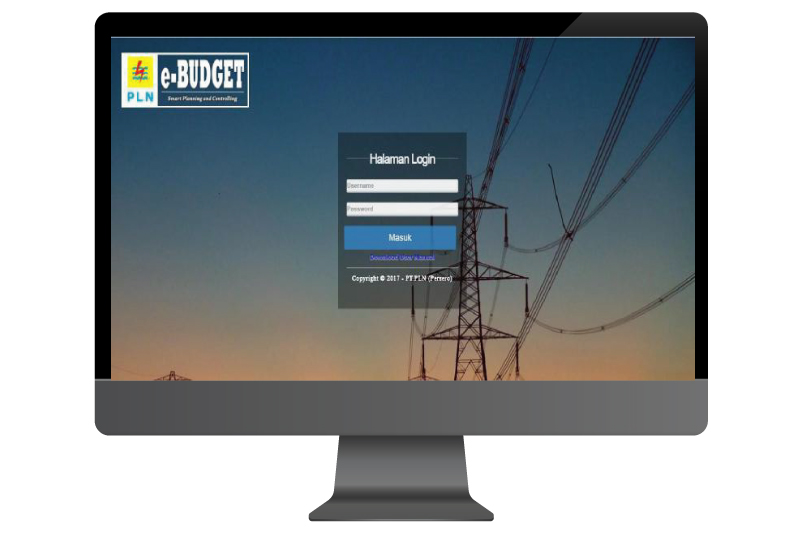 e-BUDGET
PLN
Smart Planning and Controlling
Halaman Login
Username
Password
Masuk
Download User Manual
Copyright © 2017 - PT PLN (Persero)